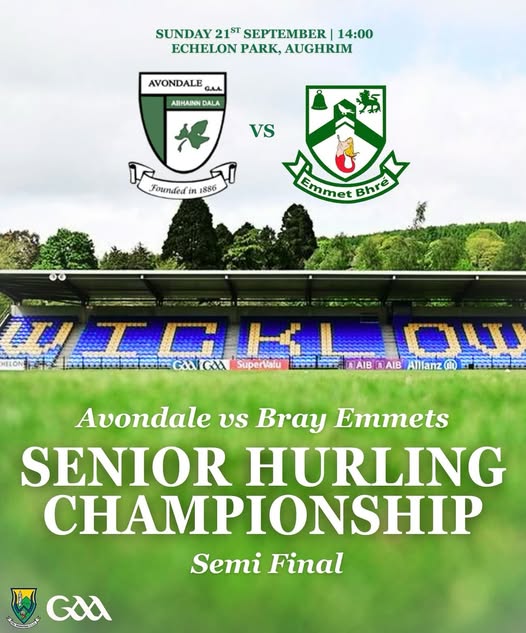 SUNDAY 21ST SEPTEMBER | 14:00
ECHELON PARK, AUGHRIM
AVONDALE G.A.A.
ABHAINN DALA
Founded in 1886
VS
Emmet Bhré
WICKLOW
GAA GAA SuperValu AIB AIB Allianz
Avondale vs Bray Emmets
SENIOR HURLING
CHAMPIONSHIP
Semi Final
GAA